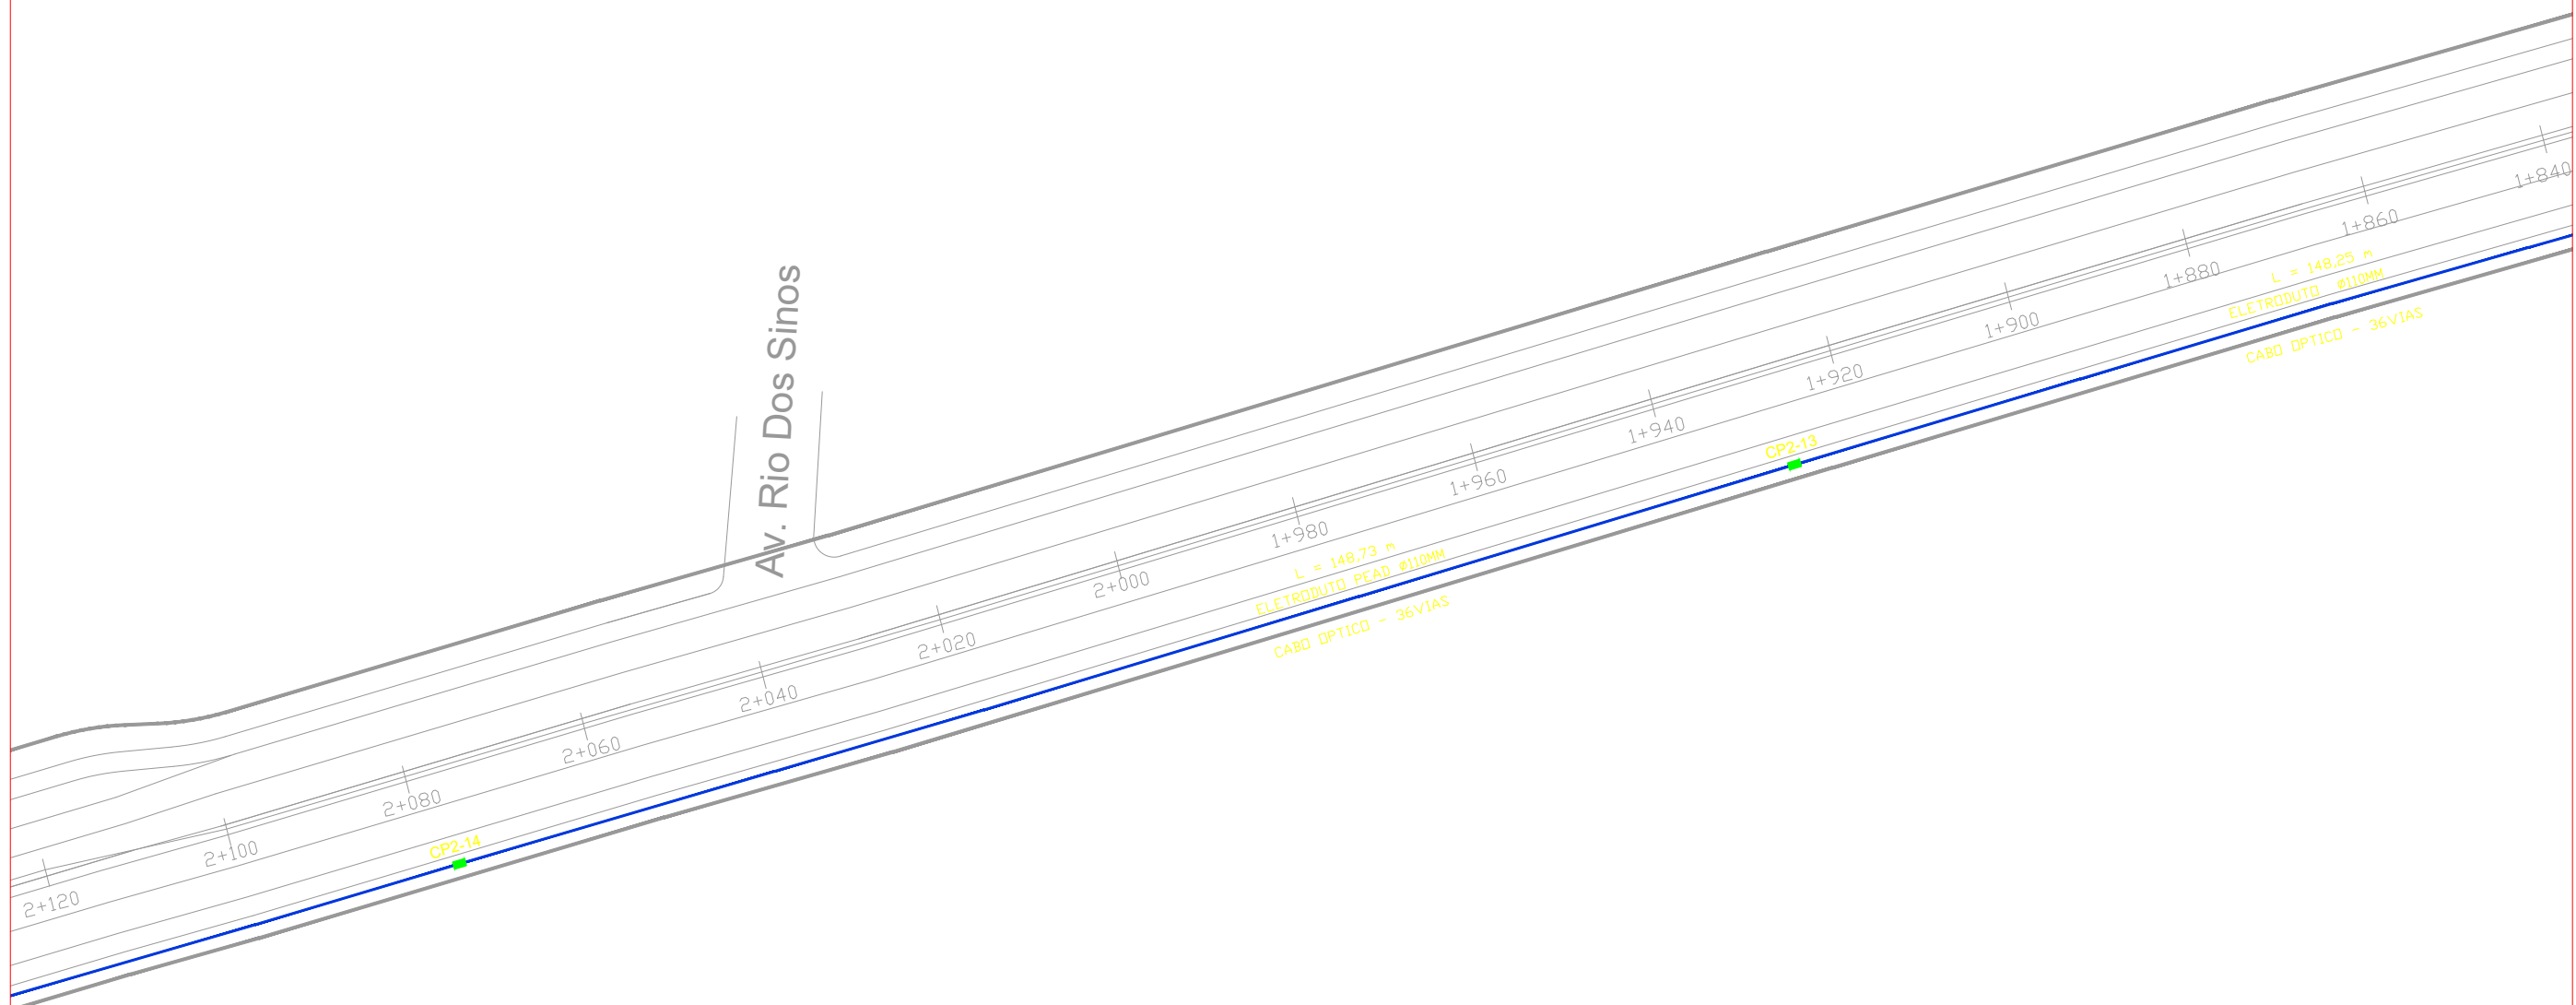 Av. Rio Dos Sinos
1+840
1+860
1+880
1+900
1+920
1+940
1+960
1+980
2+000
2+020
2+040
2+060
2+080
2+100
2+120
L = 148,25 m
ELETRODUTO Ø110MM
CABO OPTICO - 36VIAS
CP2-13
L = 148,73 m
ELETRODUTO PEAD Ø110MM
CABO OPTICO - 36VIAS
CP2-14